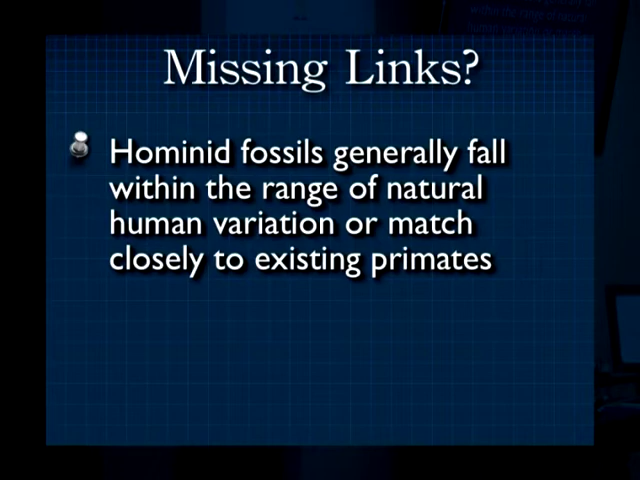 Missing Links?
Hominid fossils generally fall
within the range of natural
human variation or match
closely to existing primates